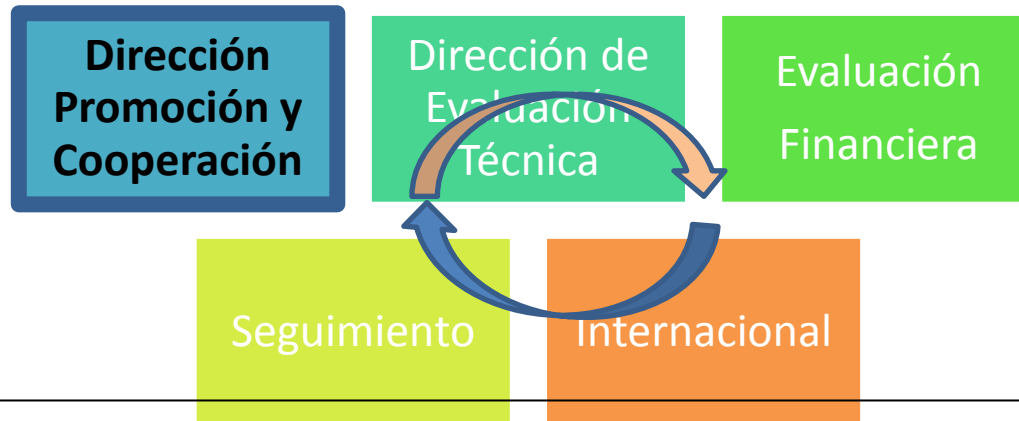 Dirección
Promoción y
Cooperación
Dirección de
Evaluación
Técnica
Evaluación
Financiera
Seguimiento
Internacional